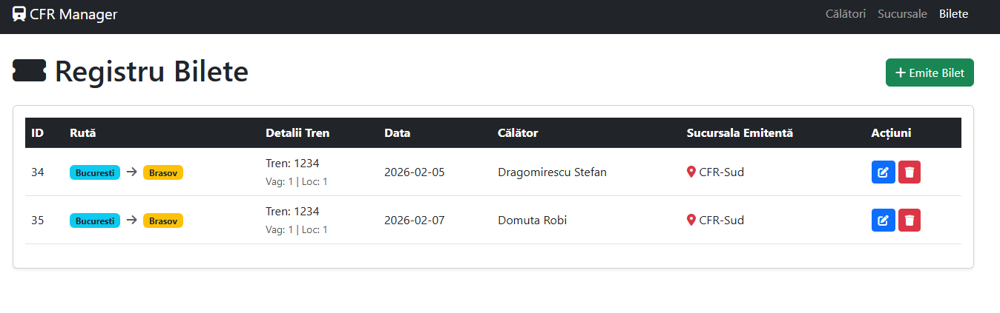 CFR Manager Călători Sucursale Bilete
Registru Bilete
+ Emite Bilet
ID Rută Detalii Tren Data Călător Sucursala Emitentă Acțiuni
34 Bucuresti → Brasov Tren: 1234 2026-02-05 Dragomirescu Stefan CFR-Sud
Vag: 1 | Loc: 1
35 Bucuresti → Brasov Tren: 1234 2026-02-07 Domuta Robi CFR-Sud
Vag: 1 | Loc: 1